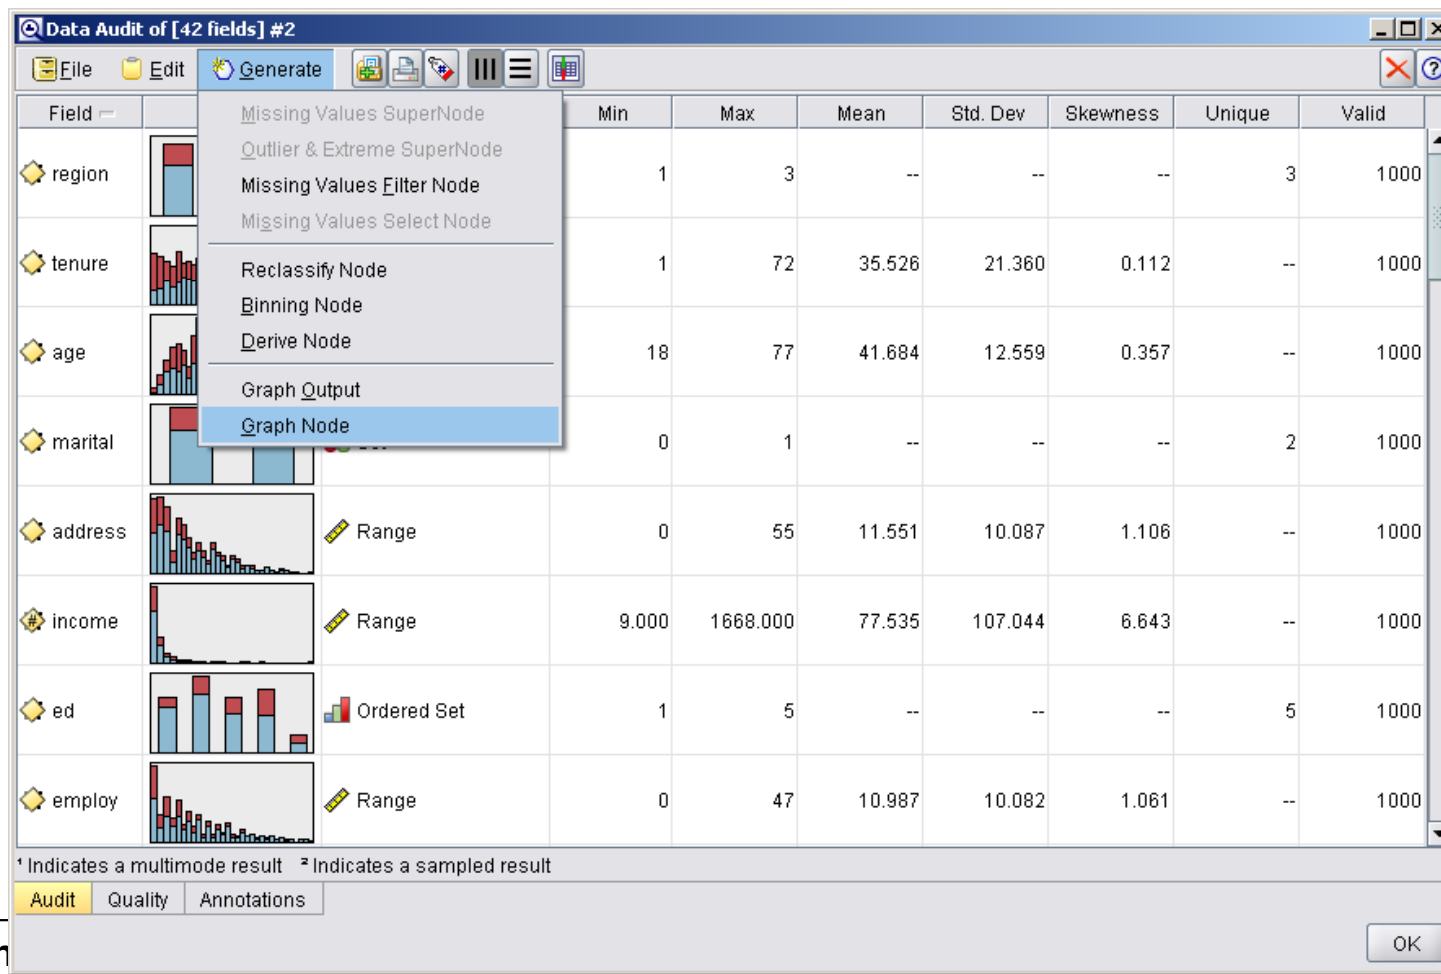 Data Audit of [42 fields] #2
File Edit Generate
Field Min Max Mean Std. Dev Skewness Unique Valid
Missing Values SuperNode
Outlier & Extreme SuperNode
Missing Values Filter Node
Missing Values Select Node
Reclassify Node
Binning Node
Derive Node
Graph Output
Graph Node
region 1 3 -- -- -- 3 1000
tenure 1 72 35.526 21.360 0.112 -- 1000
age 18 77 41.684 12.559 0.357 -- 1000
marital 0 1 -- -- -- 2 1000
address Range 0 55 11.551 10.087 1.106 -- 1000
income Range 9.000 1668.000 77.535 107.044 6.643 -- 1000
ed Ordered Set 1 5 -- -- -- 5 1000
employ Range 0 47 10.987 10.082 1.061 -- 1000
¹ Indicates a multimode result ² Indicates a sampled result
Audit Quality Annotations
OK